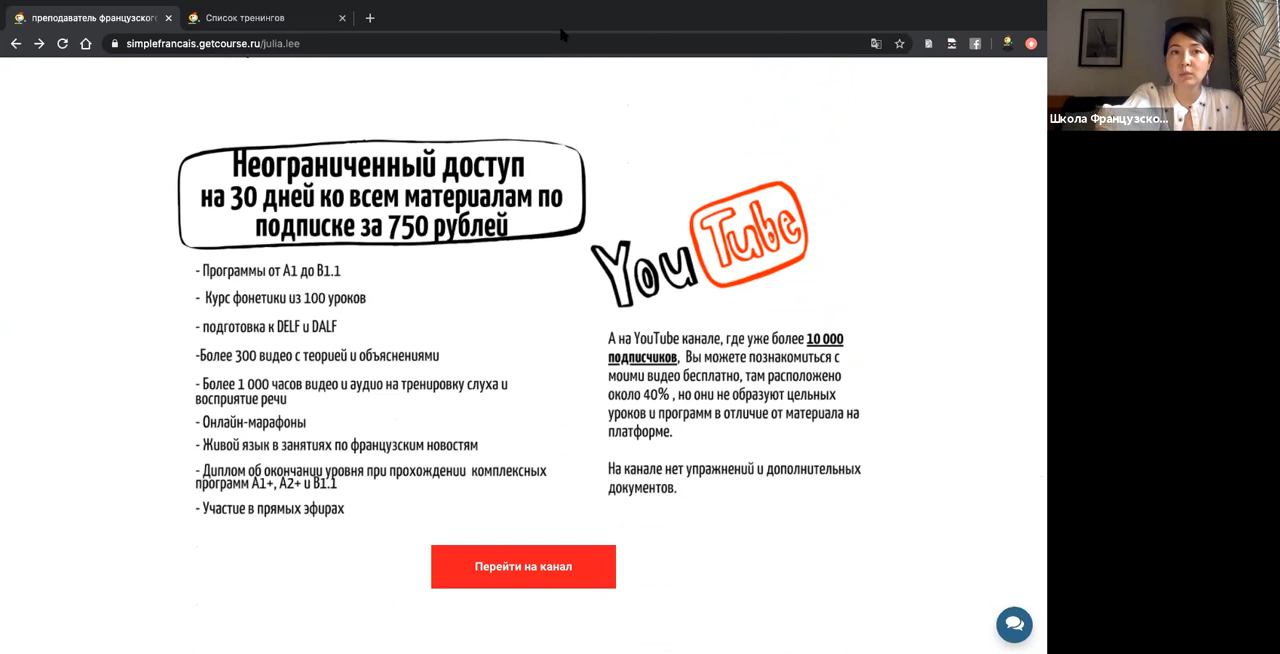 преподаватель французского
Список тренингов
simplefrancais.getcourse.ru/julia.lee
Школа Французско...
Неограниченный доступ
на 30 дней ко всем материалам по
подписке за 750 рублей
- Программы от А1 до В1.1
- Курс фонетики из 100 уроков
- подготовка к DELF и DALF
-Более 300 видео с теорией и объяснениями
- Более 1 000 часов видео и аудио на тренировку слуха и
восприятие речи
- Онлайн-марафоны
- Живой язык в занятиях по французским новостям
- Диплом об окончании уровня при прохождении комплексных
программ А1+, А2+ и В1.1
- Участие в прямых эфирах
YouTube
А на YouTube канале, где уже более 10 000
подписчиков, Вы можете познакомиться с
моими видео бесплатно, там расположено
около 40% , но они не образуют цельных
уроков и программ в отличие от материала на
платформе.
На канале нет упражнений и дополнительных
документов.
Перейти на канал